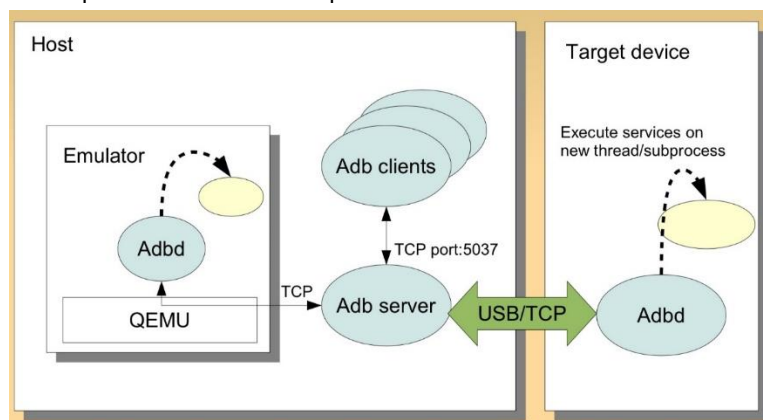 Host
Target device
Emulator
Adb clients
Execute services on
new thread/subprocess
Adbd
TCP port:5037
TCP
QEMU
Adb server
USB/TCP
Adbd